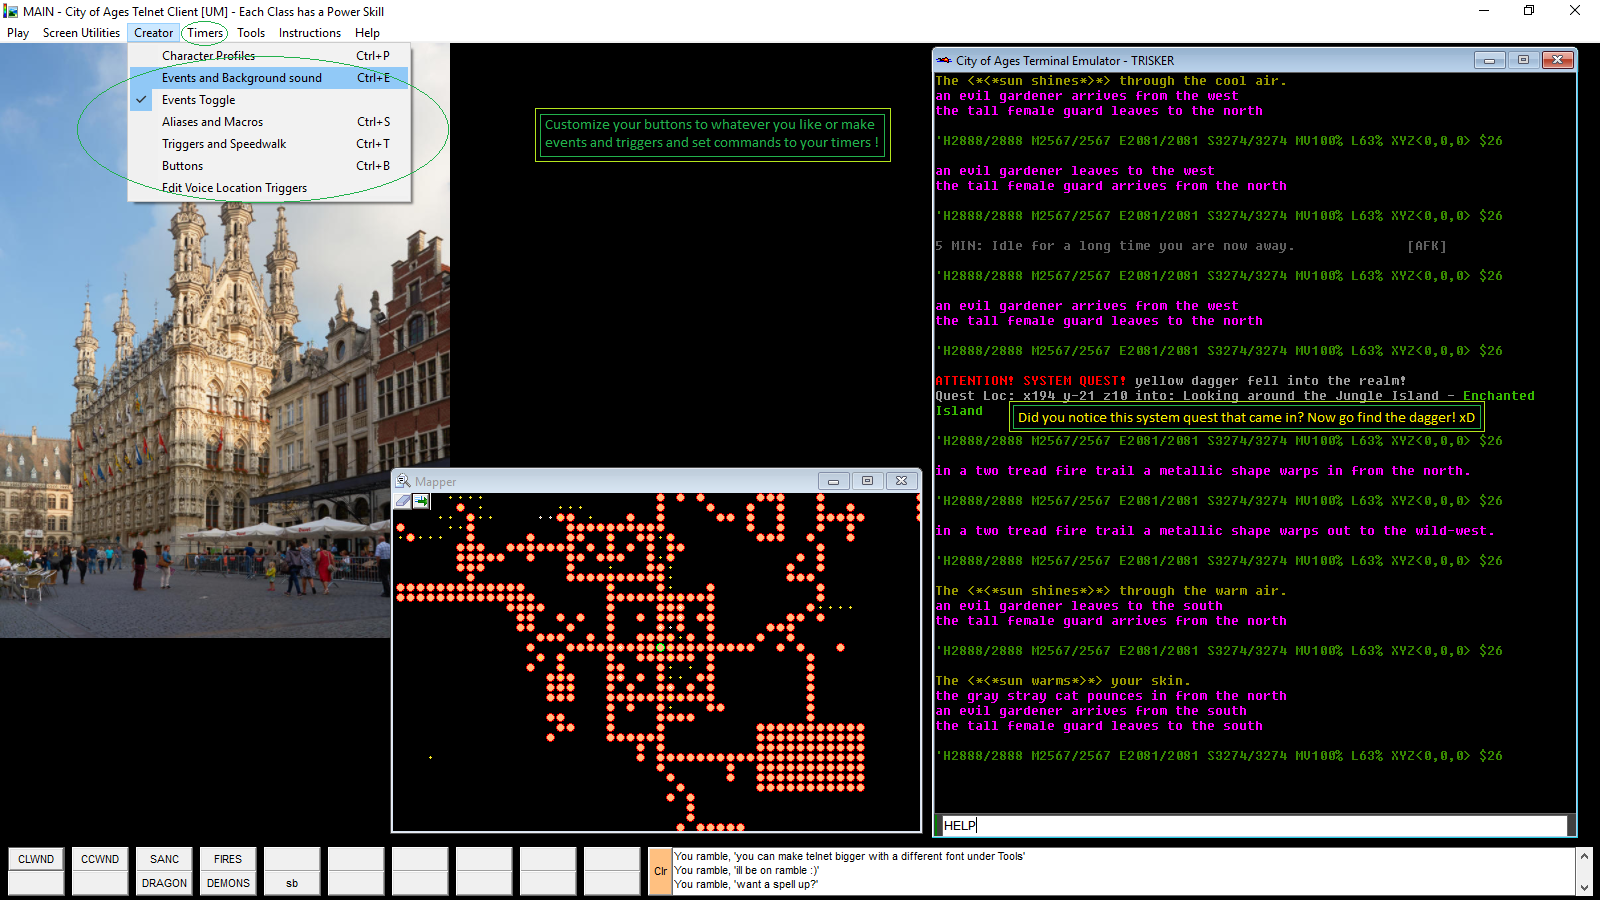 MAIN - City of Ages Telnet Client [UM] - Each Class has a Power Skill
Play Screen Utilities Creator Timers Tools Instructions Help
Character Profiles Ctrl+P
Events and Background sound Ctrl+E
Events Toggle
Aliases and Macros Ctrl+S
Triggers and Speedwalk Ctrl+T
Buttons Ctrl+B
Edit Voice Location Triggers
Customize your buttons to whatever you like or make
events and triggers and set commands to your timers !
Mapper
City of Ages Terminal Emulator - TRISKER
The <*<*sun shines*>*> through the cool air.
an evil gardener arrives from the west
the tall female guard leaves to the north
'H2888/2888 M2567/2567 E2081/2081 S3274/3274 MV100% L63% XYZ<0,0,0> $26
an evil gardener leaves to the west
the tall female guard arrives from the north
'H2888/2888 M2567/2567 E2081/2081 S3274/3274 MV100% L63% XYZ<0,0,0> $26
5 MIN: Idle for a long time you are now away. [AFK]
'H2888/2888 M2567/2567 E2081/2081 S3274/3274 MV100% L63% XYZ<0,0,0> $26
an evil gardener arrives from the west
the tall female guard leaves to the north
'H2888/2888 M2567/2567 E2081/2081 S3274/3274 MV100% L63% XYZ<0,0,0> $26
ATTENTION! SYSTEM QUEST! yellow dagger fell into the realm!
Quest Loc: x194 y-21 z10 into: Looking around the Jungle Island - Enchanted
Island
Did you notice this system quest that came in? Now go find the dagger! xD
'H2888/2888 M2567/2567 E2081/2081 S3274/3274 MV100% L63% XYZ<0,0,0> $26
in a two tread fire trail a metallic shape warps in from the north.
'H2888/2888 M2567/2567 E2081/2081 S3274/3274 MV100% L63% XYZ<0,0,0> $26
in a two tread fire trail a metallic shape warps out to the wild-west.
'H2888/2888 M2567/2567 E2081/2081 S3274/3274 MV100% L63% XYZ<0,0,0> $26
The <*<*sun shines*>*> through the warm air.
an evil gardener leaves to the south
the tall female guard arrives from the north
'H2888/2888 M2567/2567 E2081/2081 S3274/3274 MV100% L63% XYZ<0,0,0> $26
The <*<*sun warms*>*> your skin.
the gray stray cat pounces in from the north
an evil gardener arrives from the south
the tall female guard leaves to the south
'H2888/2888 M2567/2567 E2081/2081 S3274/3274 MV100% L63% XYZ<0,0,0> $26
HELP
CLWND CCWND SANC FIRES
DRAGON DEMONS sb
Clr
You ramble, 'you can make telnet bigger with a different font under Tools'
You ramble, 'ill be on ramble :)'
You ramble, 'want a spell up?'